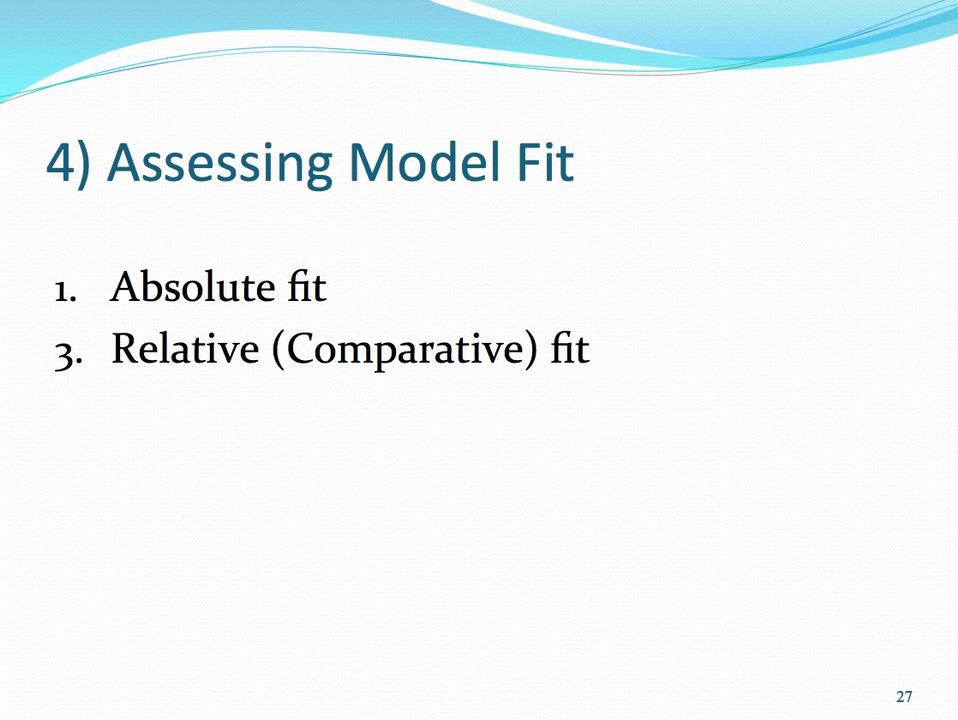 4) Assessing Model Fit
1. Absolute fit
3. Relative (Comparative) fit
27